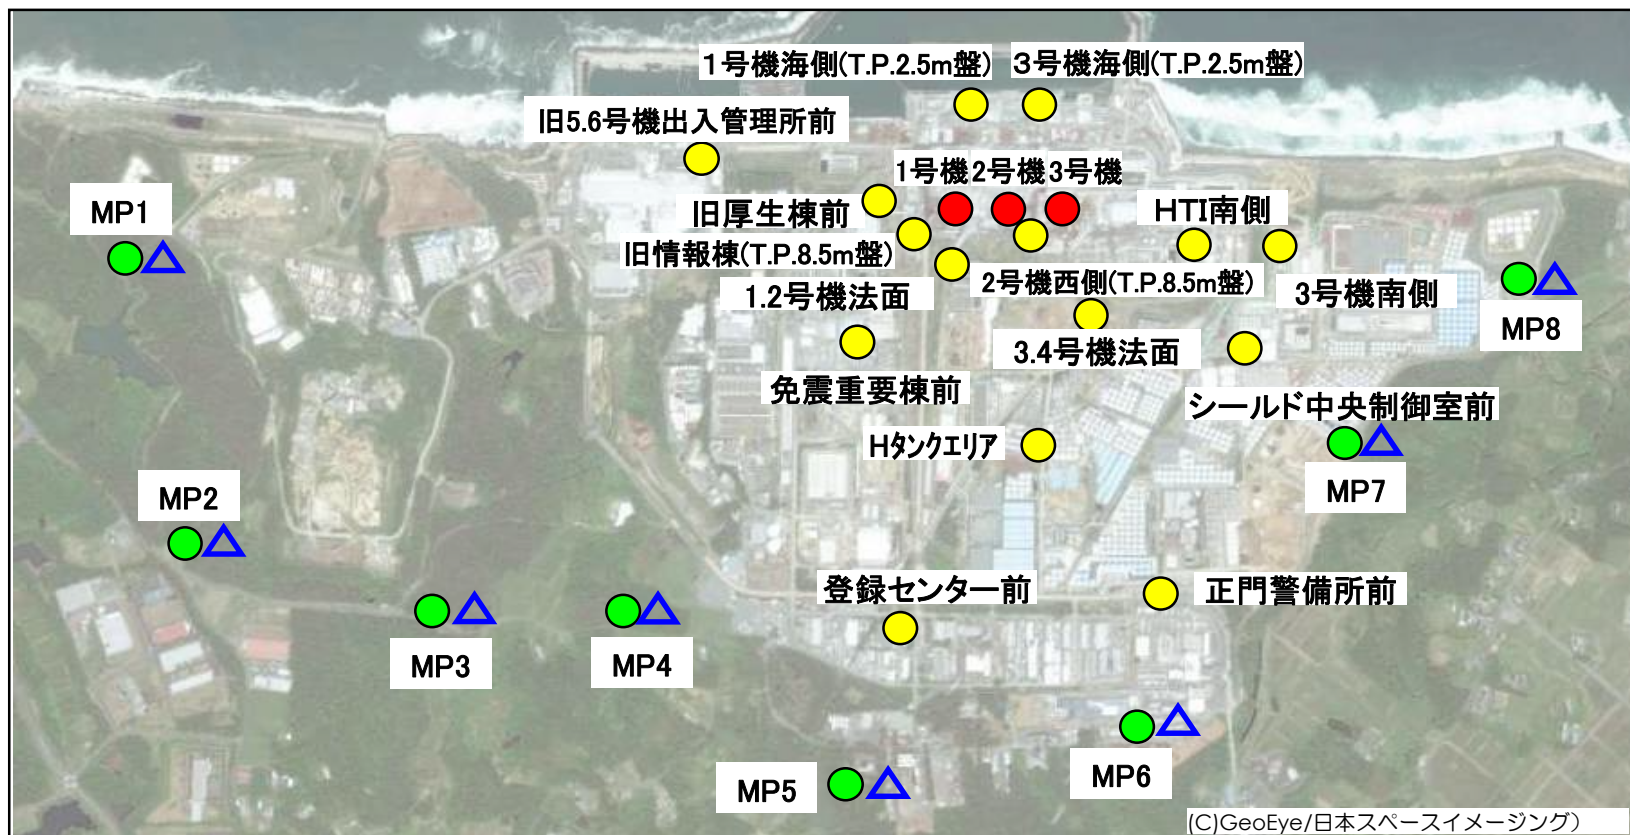 1号機海側(T.P.2.5m盤)
3号機海側(T.P.2.5m盤)
旧5.6号機出入管理所前
1号機
2号機
3号機
MP1
旧厚生棟前
HTI南側
旧情報棟(T.P.8.5m盤)
2号機西側(T.P.8.5m盤)
1.2号機法面
3号機南側
MP8
3.4号機法面
免震重要棟前
シールド中央制御室前
Hタンクエリア
MP7
MP2
登録センター前
正門警備所前
MP3
MP4
MP6
MP5
(C)GeoEye/日本スペースイメージング）